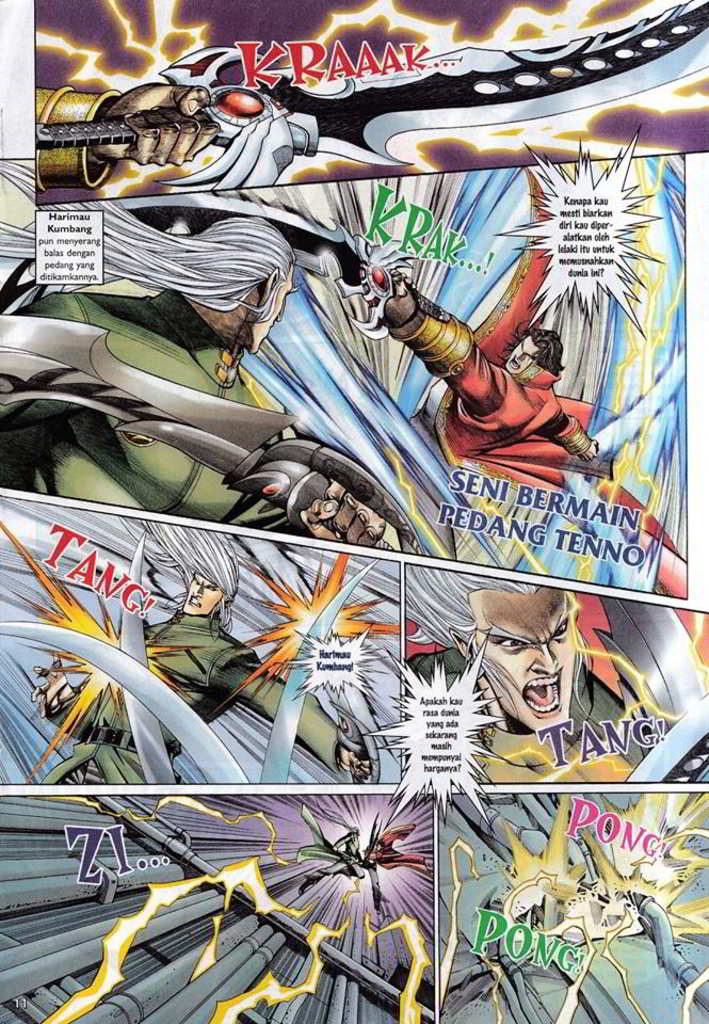 KRAAAK...
Harimau
Kumbang
pun menyerang
balas dengan
pedang yang
ditikamkannya.
KRAK...!
Kenapa kau
mesti biarkan
diri kau diper-
alatkan oleh
lelaki itu untuk
memusnahkan
dunia ini?
SENI BERMAIN
PEDANG TENNO
TANG!
Harimau
Kumbang!
Apakah kau
rasa dunia
yang ada
sekarang
masih
mempunyai
harganya?
TANG!
ZI...
PONG!
PONG!
11